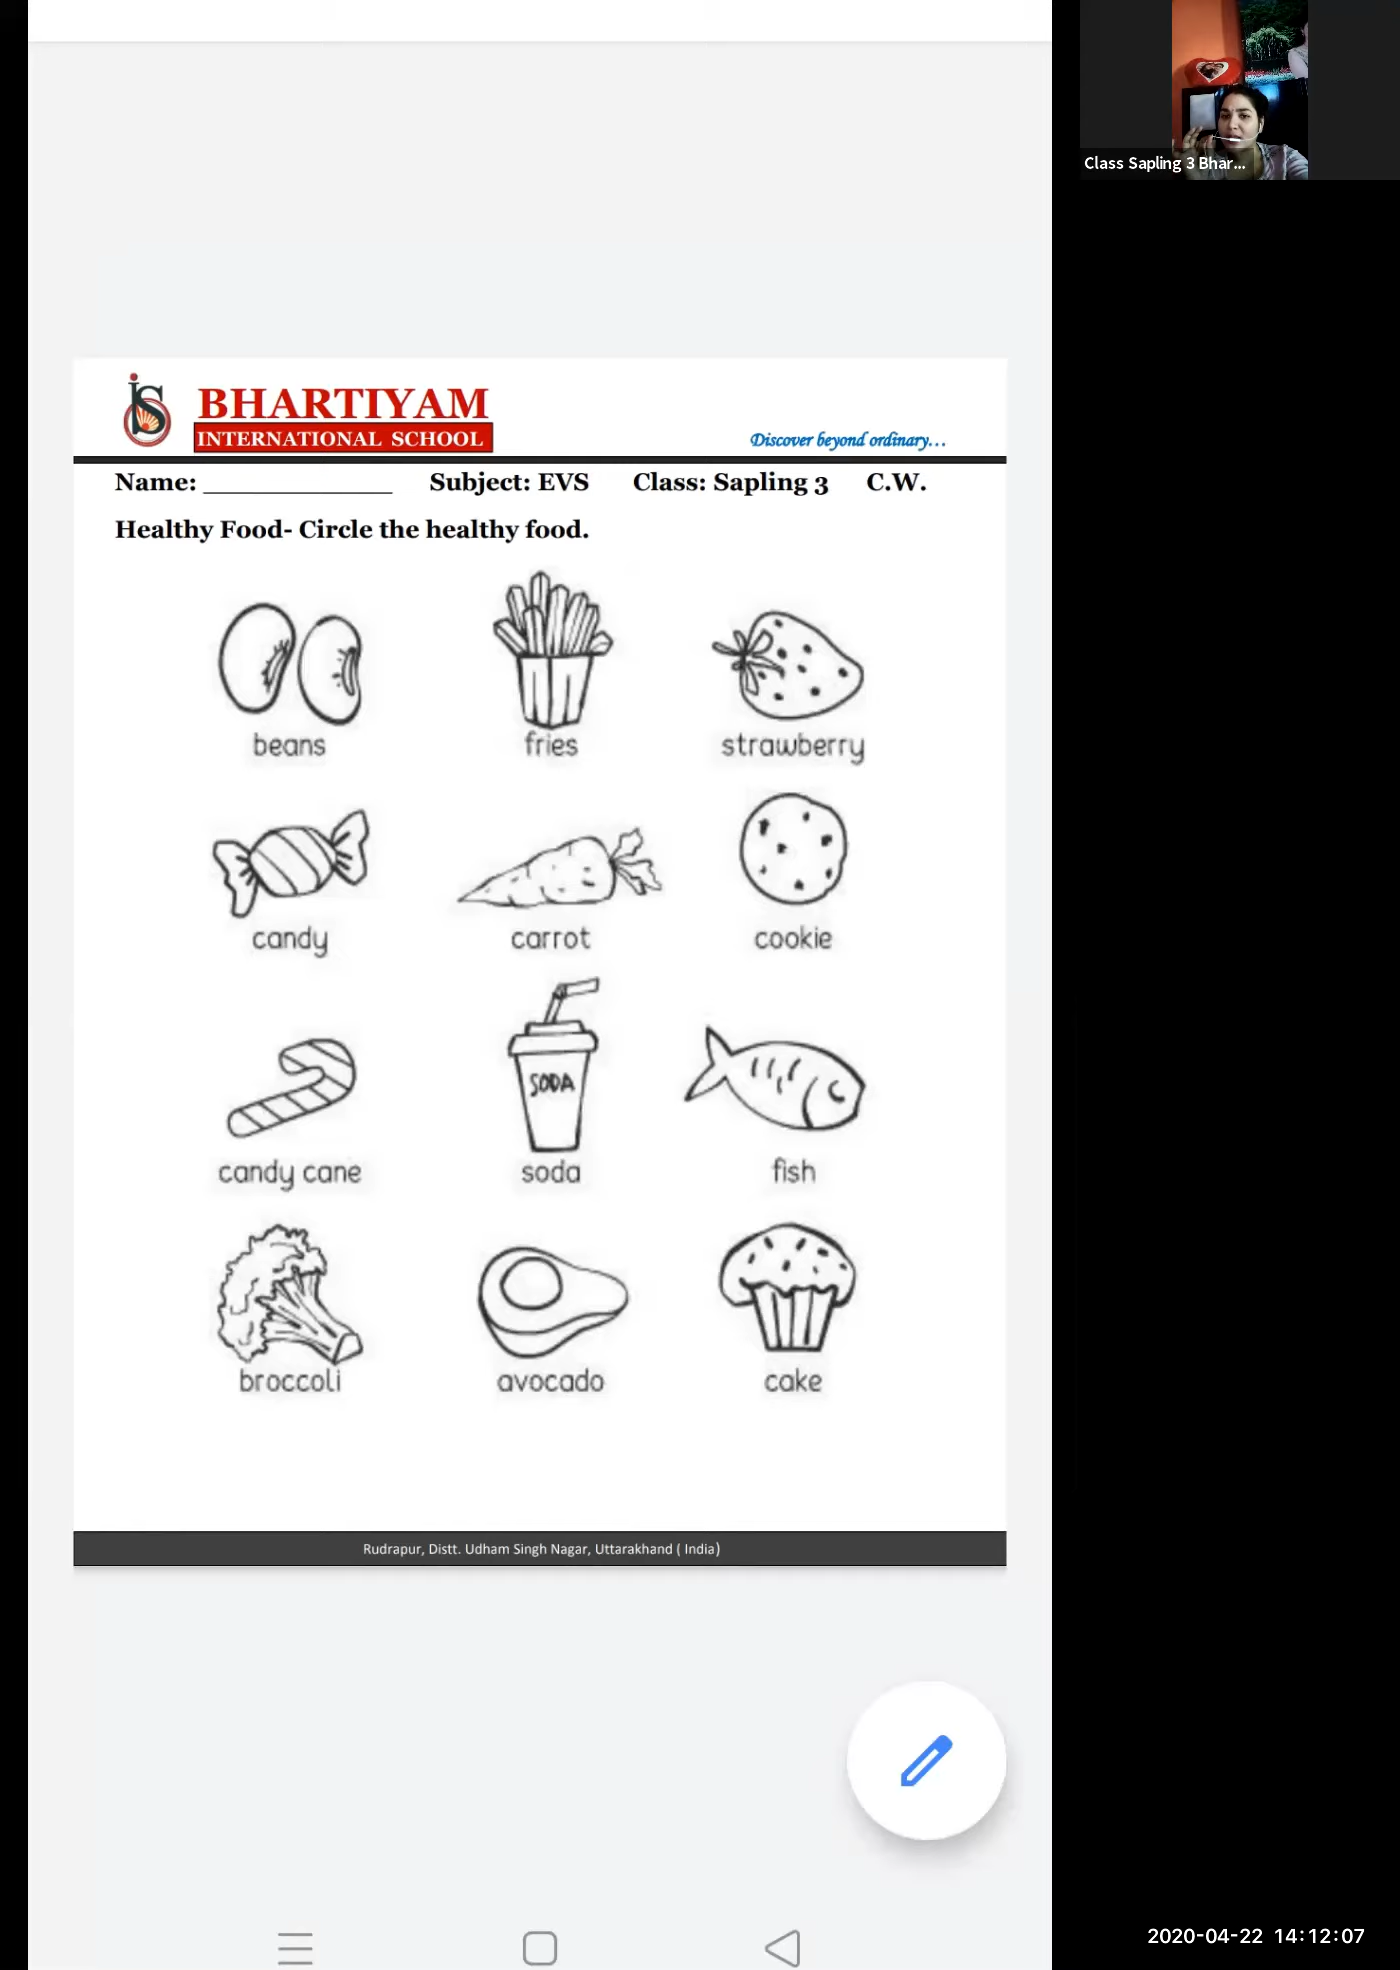 Class Sapling 3 Bhar...
BHARTIYAM
INTERNATIONAL SCHOOL
Discover beyond ordinary...
Name: ______________ Subject: EVS Class: Sapling 3 C.W.
Healthy Food- Circle the healthy food.
beans fries strawberry
candy carrot cookie
SODA
candy cane soda fish
broccoli avocado cake
Rudrapur, Distt. Udham Singh Nagar, Uttarakhand ( India)
2020-04-22 14:12:07